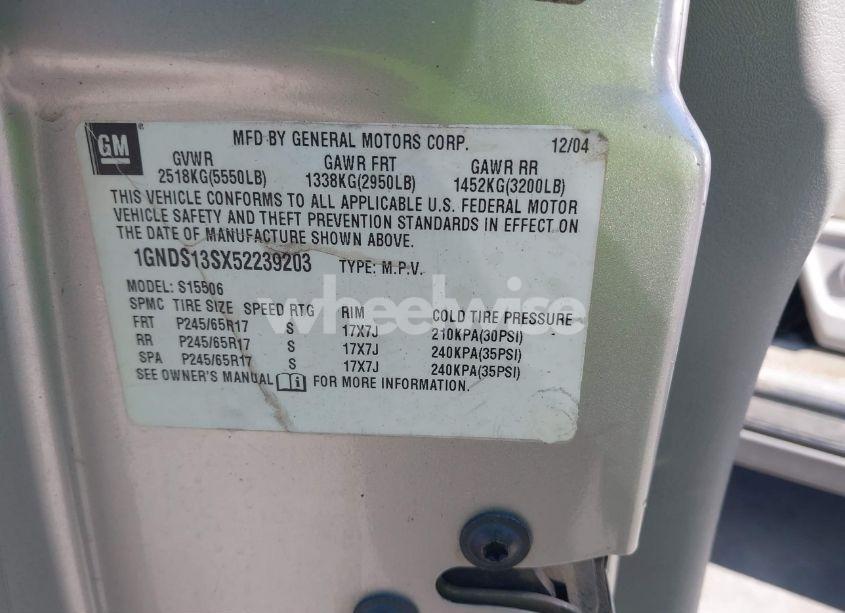 GM
MFD BY GENERAL MOTORS CORP. 12/04
GVWR GAWR FRT GAWR RR
2518KG(5550LB) 1338KG(2950LB) 1452KG(3200LB)
THIS VEHICLE CONFORMS TO ALL APPLICABLE U.S. FEDERAL MOTOR
VEHICLE SAFETY AND THEFT PREVENTION STANDARDS IN EFFECT ON
THE DATE OF MANUFACTURE SHOWN ABOVE.
1GNDS13SX52239203 TYPE: M.P.V.
MODEL: S15506
SPMC TIRE SIZE SPEED RTG RIM COLD TIRE PRESSURE
FRT P245/65R17 S 17X7J 210KPA(30PSI)
RR P245/65R17 S 17X7J 240KPA(35PSI)
SPA P245/65R17 S 17X7J 240KPA(35PSI)
SEE OWNER'S MANUAL FOR MORE INFORMATION.
wheelwise